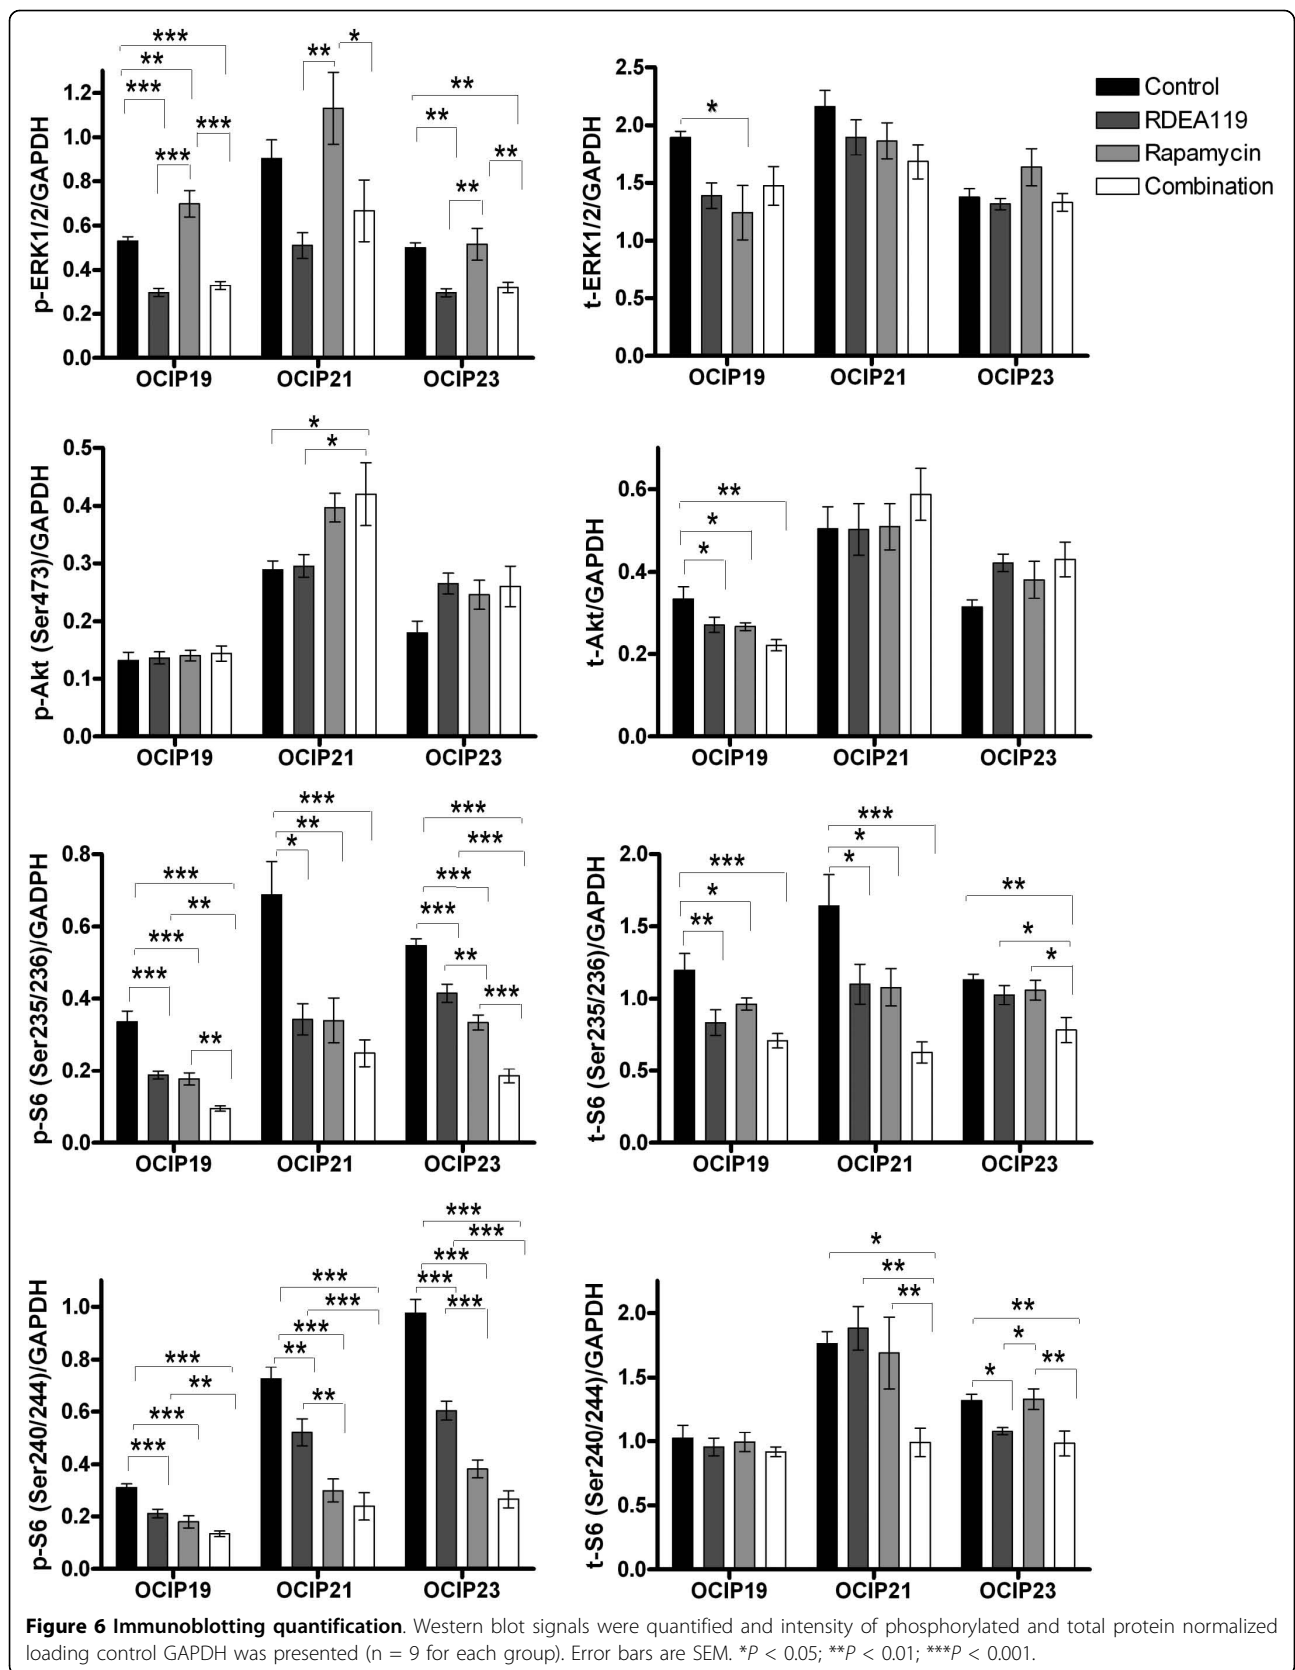 *** ** *** *** ***
** *
** ** ** **
p-ERK1/2/GAPDH
1.2
1.0
0.8
0.6
0.4
0.2
0.0
OCIP19 OCIP21 OCIP23
*
t-ERK1/2/GAPDH
2.5
2.0
1.5
1.0
0.5
0.0
OCIP19 OCIP21 OCIP23
Control
RDEA119
Rapamycin
Combination
* *
p-Akt (Ser473)/GAPDH
0.5
0.4
0.3
0.2
0.1
0.0
OCIP19 OCIP21 OCIP23
** * *
t-Akt/GAPDH
0.6
0.4
0.2
0.0
OCIP19 OCIP21 OCIP23
*** ** *** *** **
*** ** *
*** *** *** *** ** ***
p-S6 (Ser235/236)/GADPH
0.8
0.6
0.4
0.2
0.0
OCIP19 OCIP21 OCIP23
*** * **
*** * *
** * *
t-S6 (Ser235/236)/GAPDH
2.0
1.5
1.0
0.5
0.0
OCIP19 OCIP21 OCIP23
*** ** *** ***
*** *** *** ** **
*** *** *** *** ***
p-S6 (Ser240/244)/GAPDH
1.0
0.8
0.6
0.4
0.2
0.0
OCIP19 OCIP21 OCIP23
* ** **
** * ** *
t-S6 (Ser240/244)/GAPDH
2.0
1.5
1.0
0.5
0.0
OCIP19 OCIP21 OCIP23
Figure 6 Immunoblotting quantification. Western blot signals were quantified and intensity of phosphorylated and total protein normalized
loading control GAPDH was presented (n = 9 for each group). Error bars are SEM. *P < 0.05; **P < 0.01; ***P < 0.001.